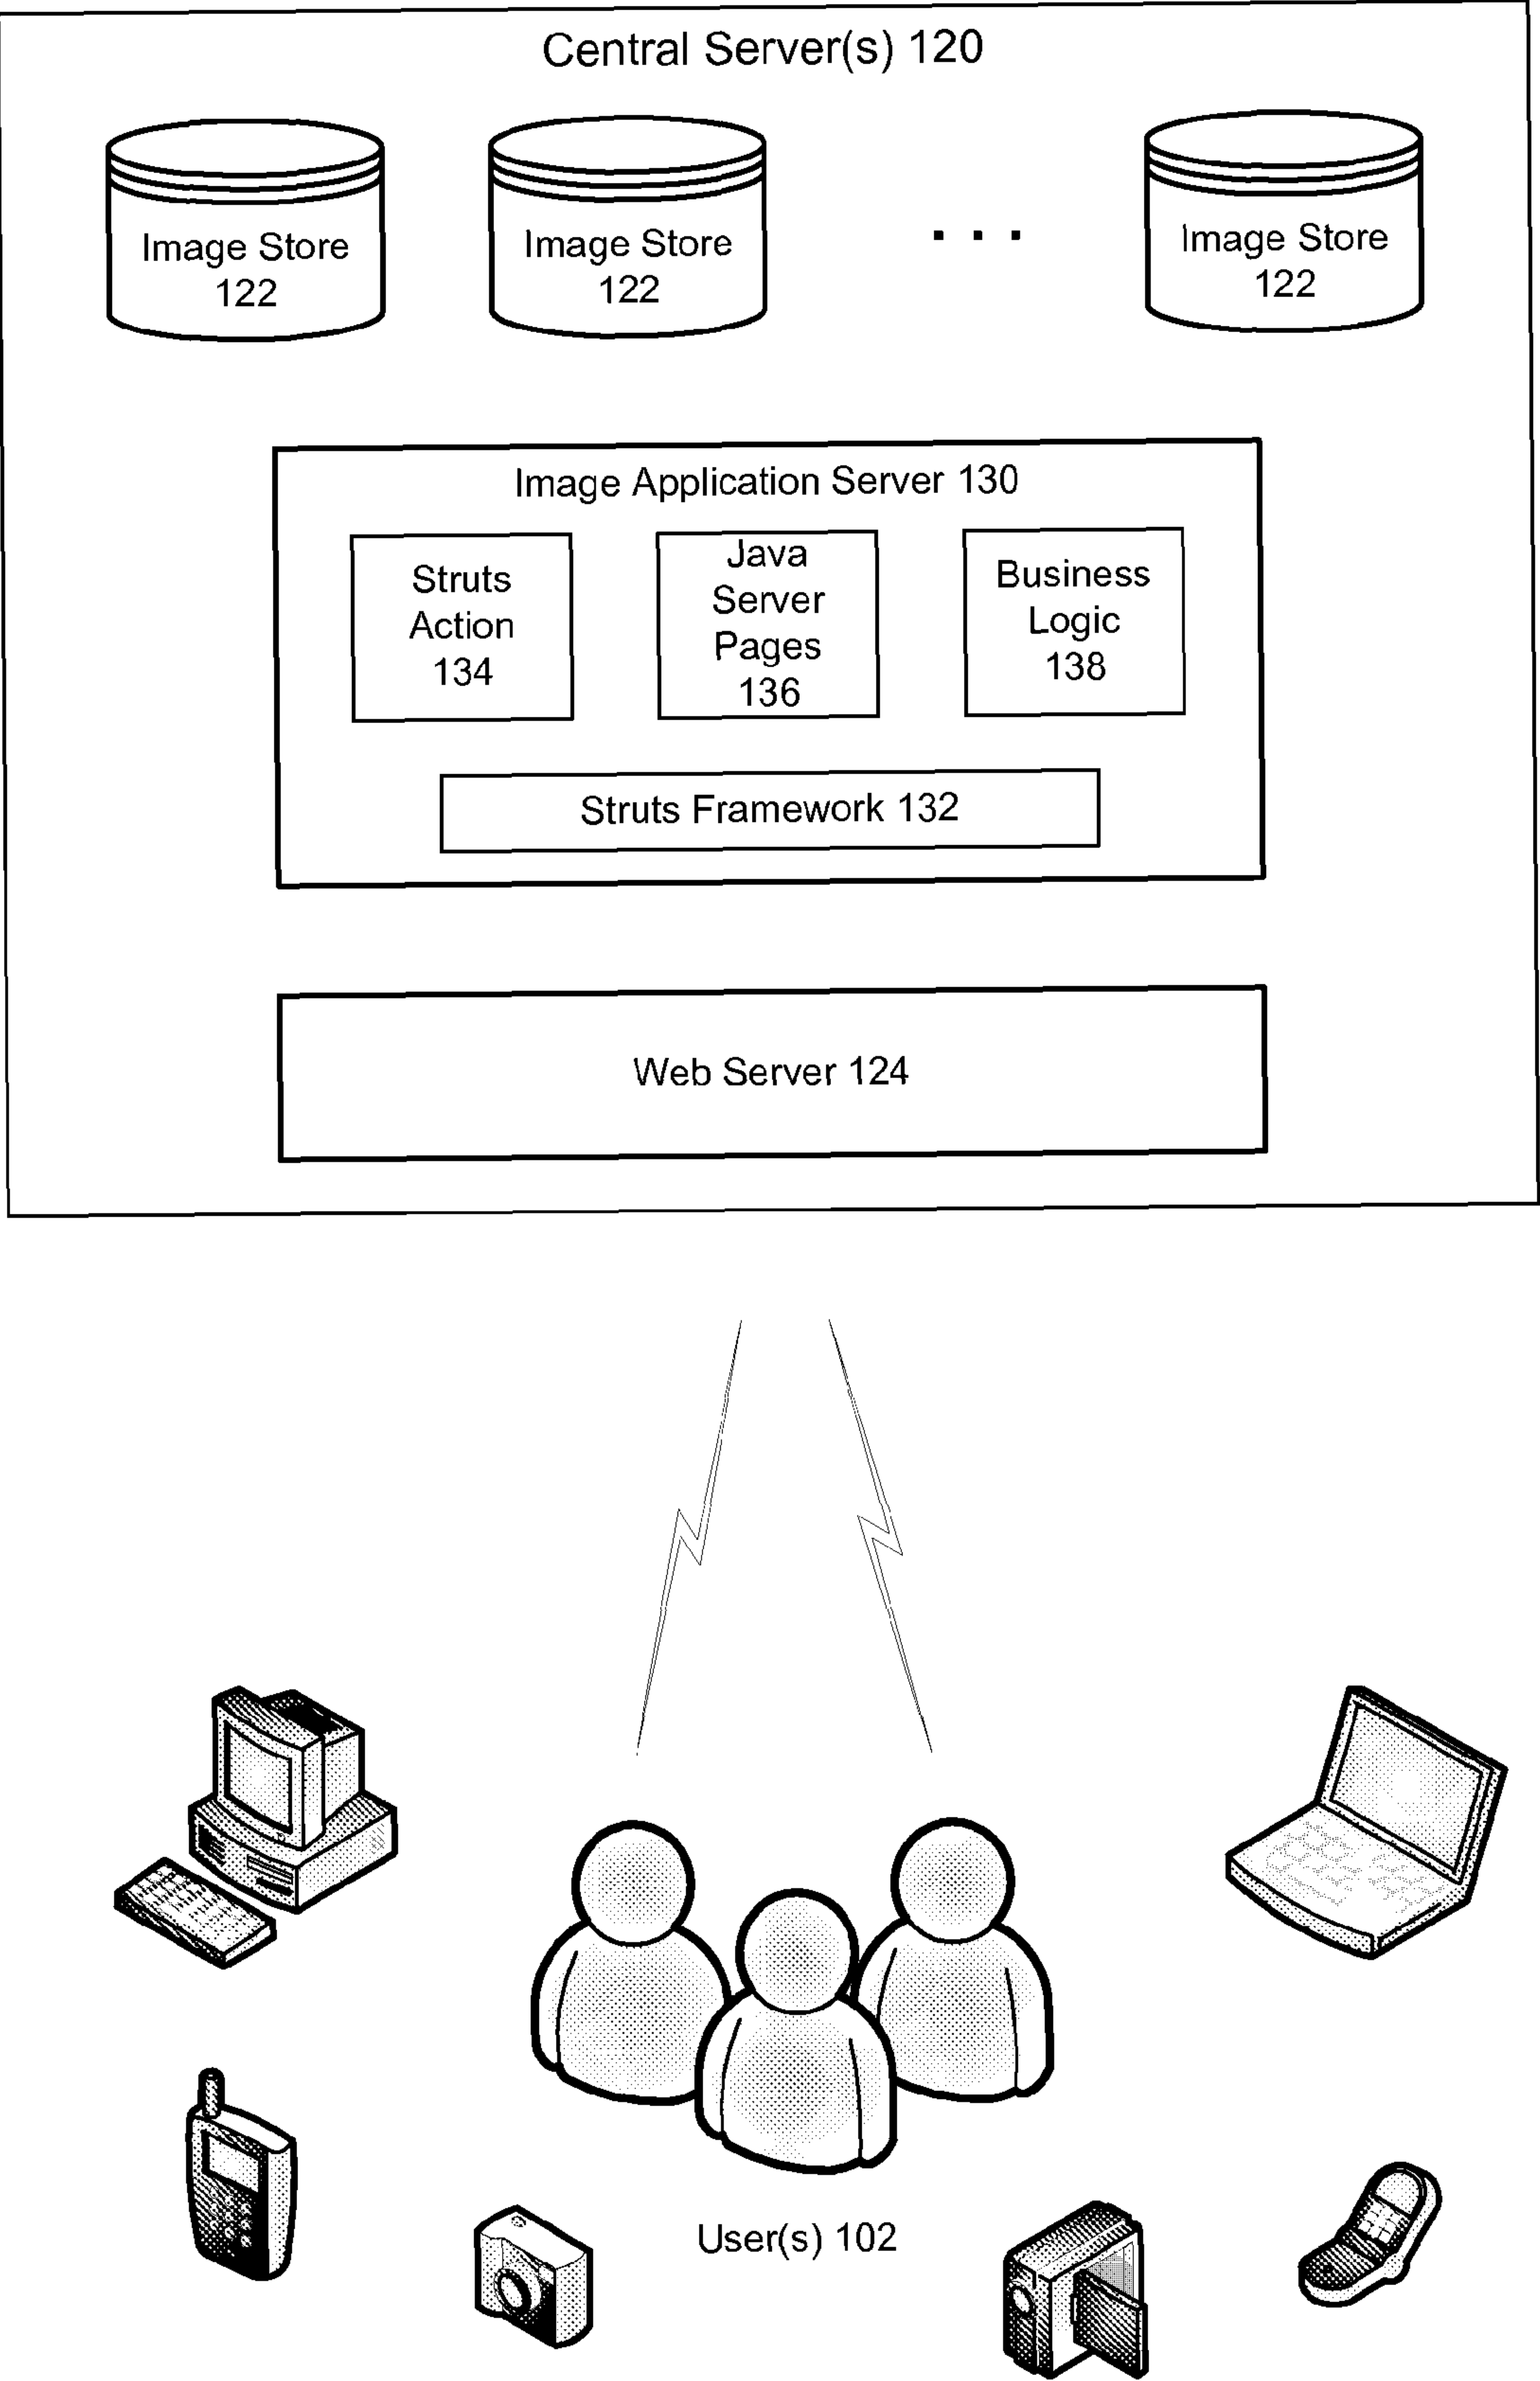 Central Server(s) 120
Image Store
122
Image Store
122
. . .
Image Store
122
Image Application Server 130
Struts
Action
134
Java
Server
Pages
136
Business
Logic
138
Struts Framework 132
Web Server 124
User(s) 102